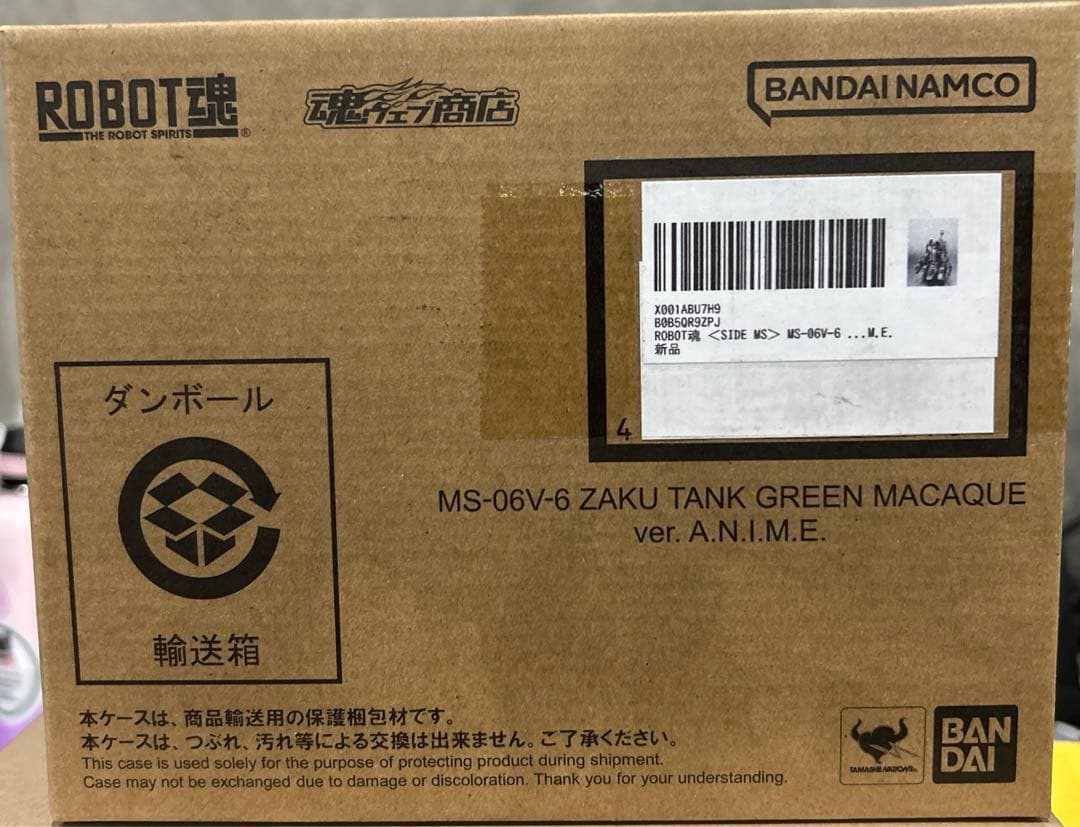 ROBOT魂
THE ROBOT SPIRITS®
魂ウェブ商店
BANDAI NAMCO
X001ABU7H9
B0B5QR9ZPJ
ROBOT魂 <SIDE MS> MS-06V-6 ...M.E.
新品
4
MS-06V-6 ZAKU TANK GREEN MACAQUE
ver. A.N.I.M.E.
ダンボール
輸送箱
本ケースは、商品輸送用の保護梱包材です。
本ケースは、つぶれ、汚れ等による交換は出来ません。ご了承ください。
This case is used solely for the purpose of protecting product during shipment.
Case may not be exchanged due to damage or discoloration. Thank you for your understanding.
TAMASHII NATIONS
BAN
DAI